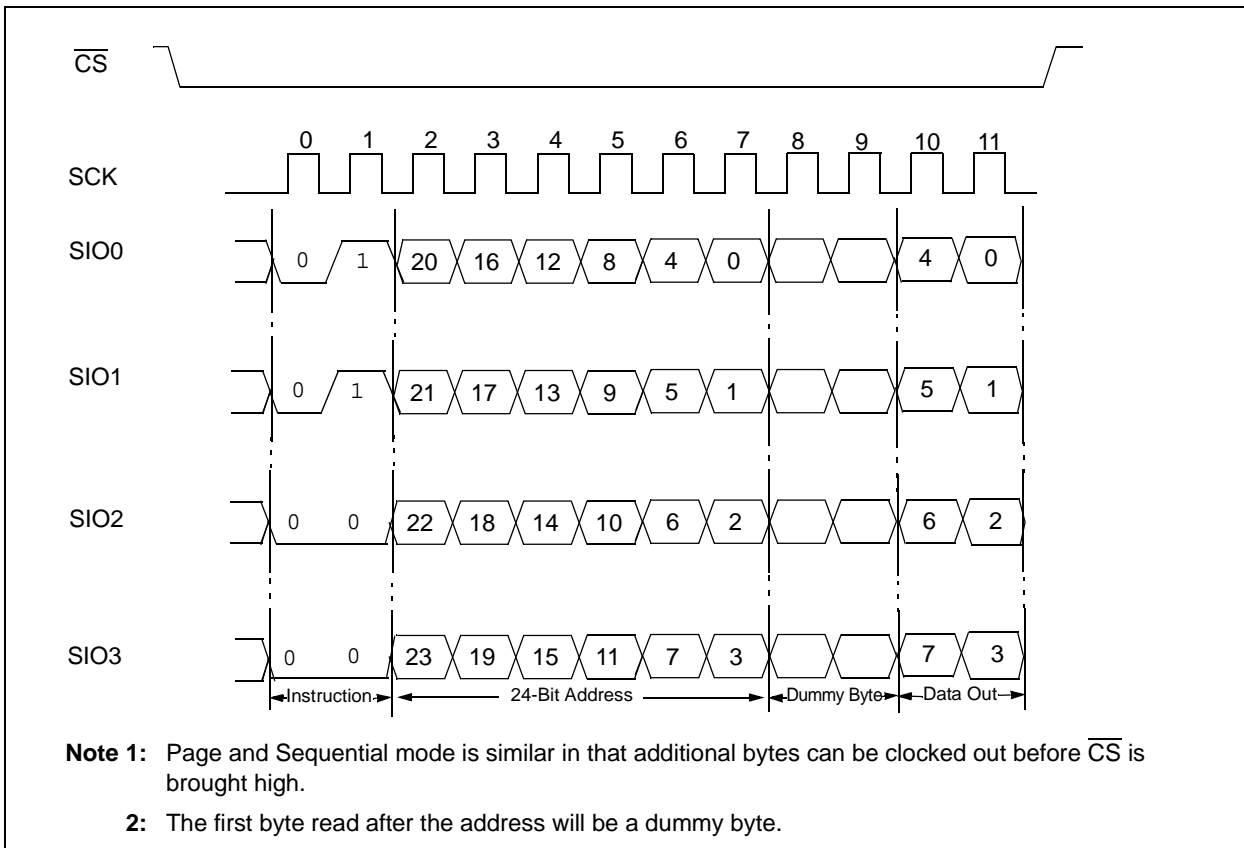 CS
0 1 2 3 4 5 6 7 8 9 10 11
SCK
SIO0 0 1 20 16 12 8 4 0 4 0
SIO1 0 1 21 17 13 9 5 1 5 1
SIO2 0 0 22 18 14 10 6 2 6 2
SIO3 0 0 23 19 15 11 7 3 7 3
Instruction 24-Bit Address Dummy Byte Data Out
Note 1: Page and Sequential mode is similar in that additional bytes can be clocked out before CS is
brought high.
2: The first byte read after the address will be a dummy byte.